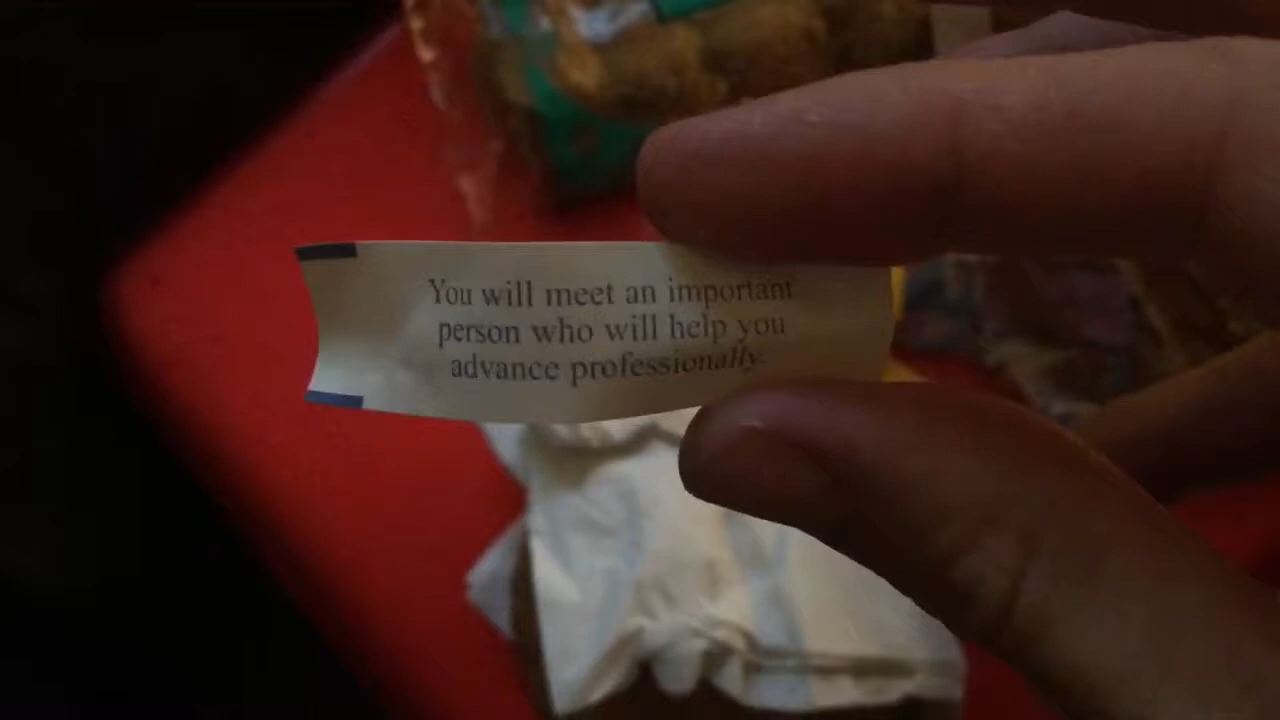 You will meet an important
person who will help you
advance professionally.